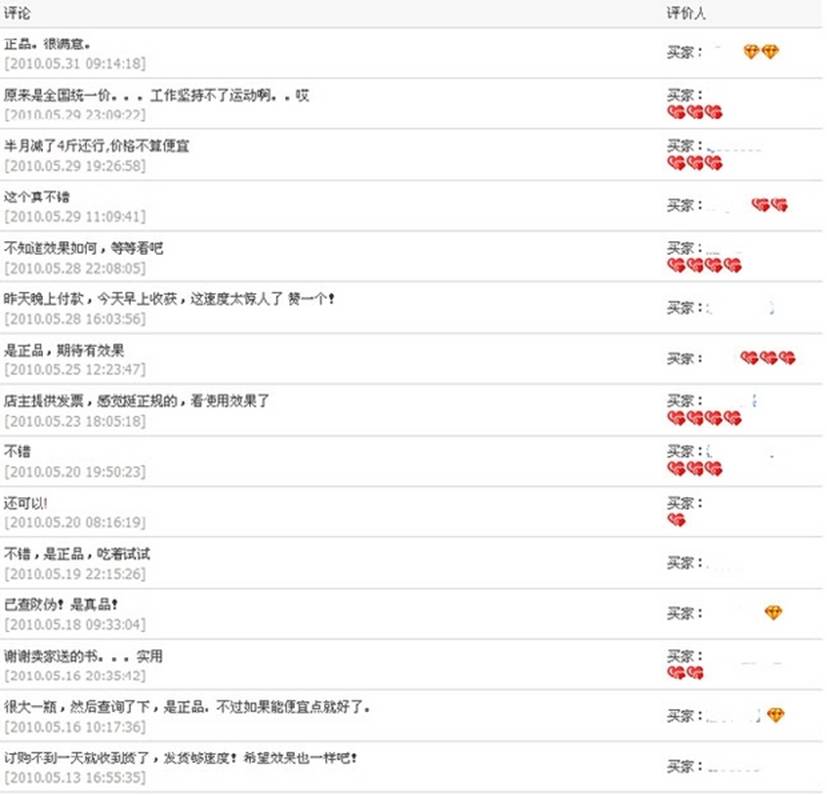 评论 评价人
正品。很满意。
[2010.05.31 09:14:18]
买家：
原来是全国统一价。。。工作坚持不了运动啊。。哎
[2010.05.29 23:09:22]
买家：
半月减了4斤还行,价格不算便宜
[2010.05.29 19:26:58]
买家：
这个真不错
[2010.05.29 11:09:41]
买家：
不知道效果如何，等等看吧
[2010.05.28 22:08:05]
买家：
昨天晚上付款，今天早上收获，这速度太惊人了 赞一个！
[2010.05.28 16:03:56]
买家：
是正品，期待有效果
[2010.05.25 12:23:47]
买家：
店主提供发票，感觉挺正规的，看使用效果了
[2010.05.23 18:05:18]
买家：
不错
[2010.05.20 19:50:23]
买家：
还可以!
[2010.05.20 08:16:19]
买家：
不错，是正品，吃着试试
[2010.05.19 22:15:26]
买家：
已查防伪！是真品！
[2010.05.18 09:33:04]
买家：
谢谢卖家送的书。。。实用
[2010.05.16 20:35:42]
买家：
很大一瓶，然后查询了下，是正品．不过如果能便宜点就好了。
[2010.05.16 10:17:36]
买家：
订购不到一天就收到货了，发货够速度！希望效果也一样吧！
[2010.05.13 16:55:35]
买家：